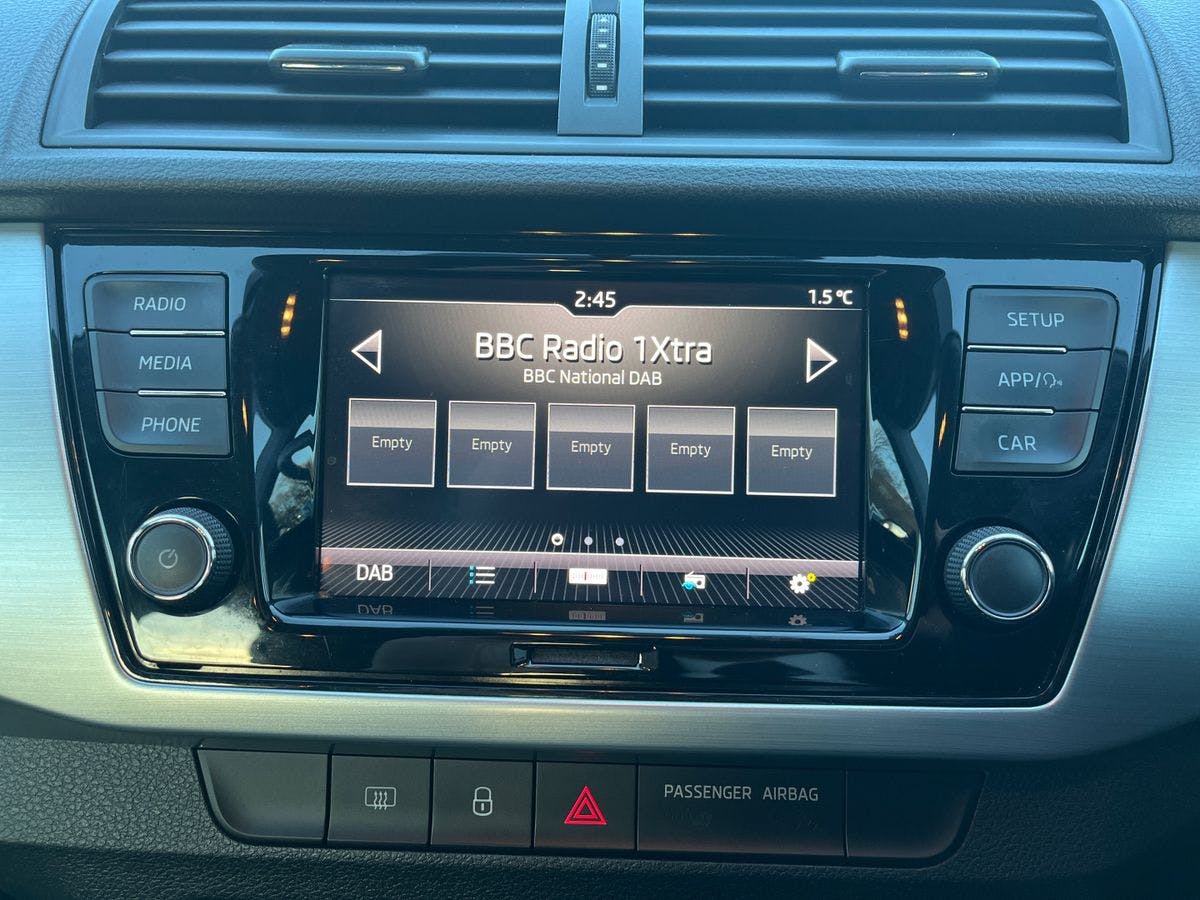 2:45
1.5°C
RADIO
MEDIA
PHONE
BBC Radio 1Xtra
BBC National DAB
Empty
Empty
Empty
Empty
Empty
DAB
SETUP
APP/
CAR
PASSENGER AIRBAG